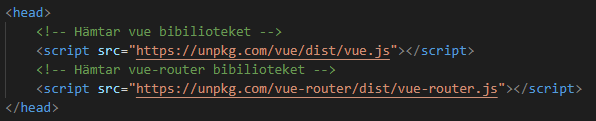 <head>
<!-- Hämtar vue bibilioteket -->
<script src="https://unpkg.com/vue/dist/vue.js"></script>
<!-- Hämtar vue-router bibilioteket -->
<script src="https://unpkg.com/vue-router/dist/vue-router.js"></script>
</head>